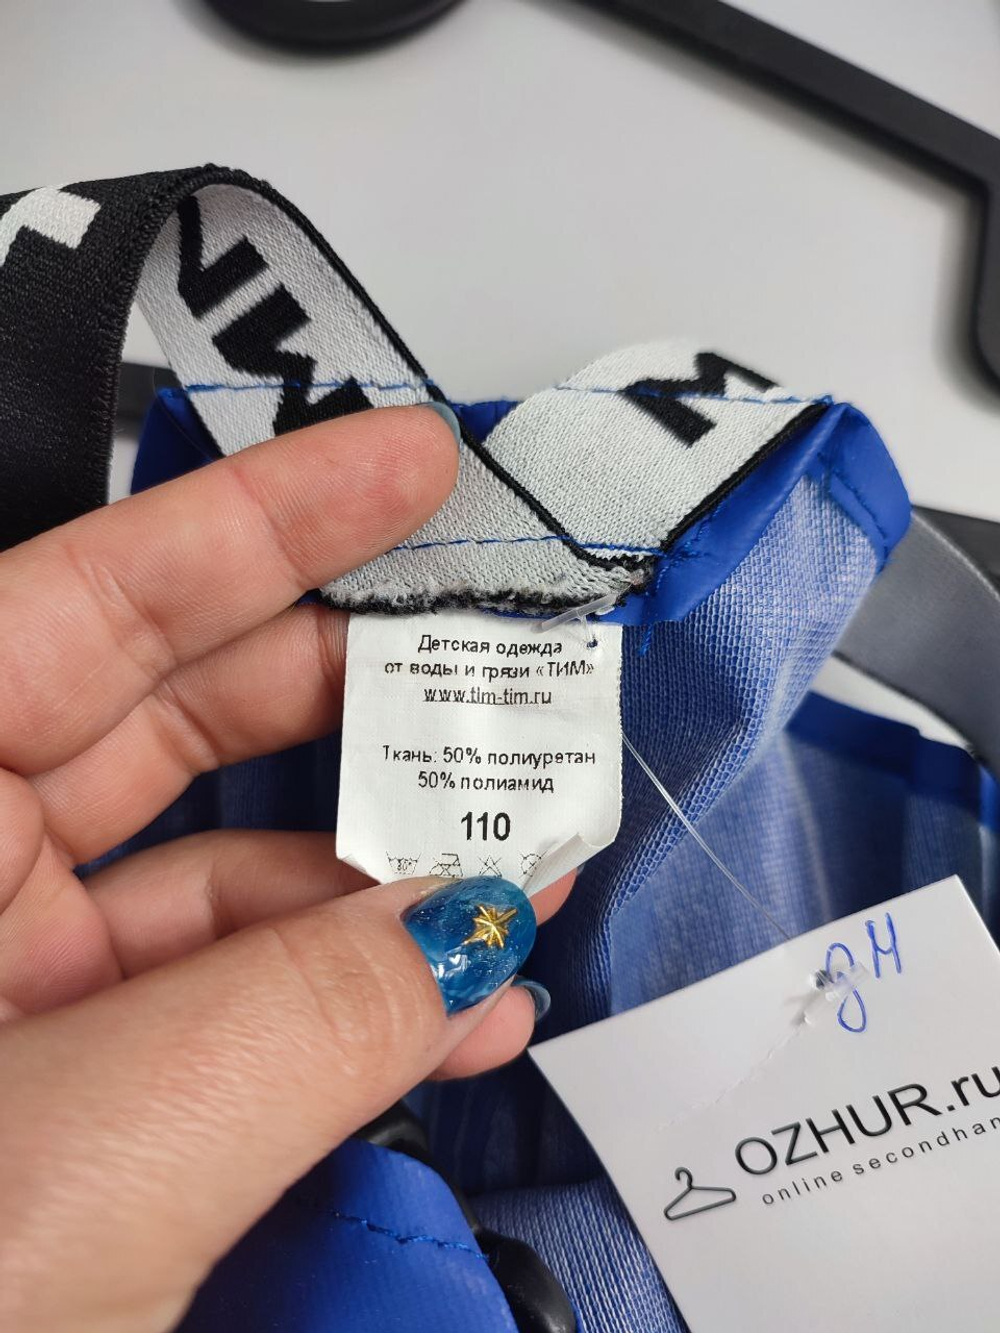 Детская одежда
от воды и грязи «ТИМ»
www.tim-tim.ru
Ткань: 50% полиуретан
50% полиамид
110
дм
OZHUR.ru
online secondhan